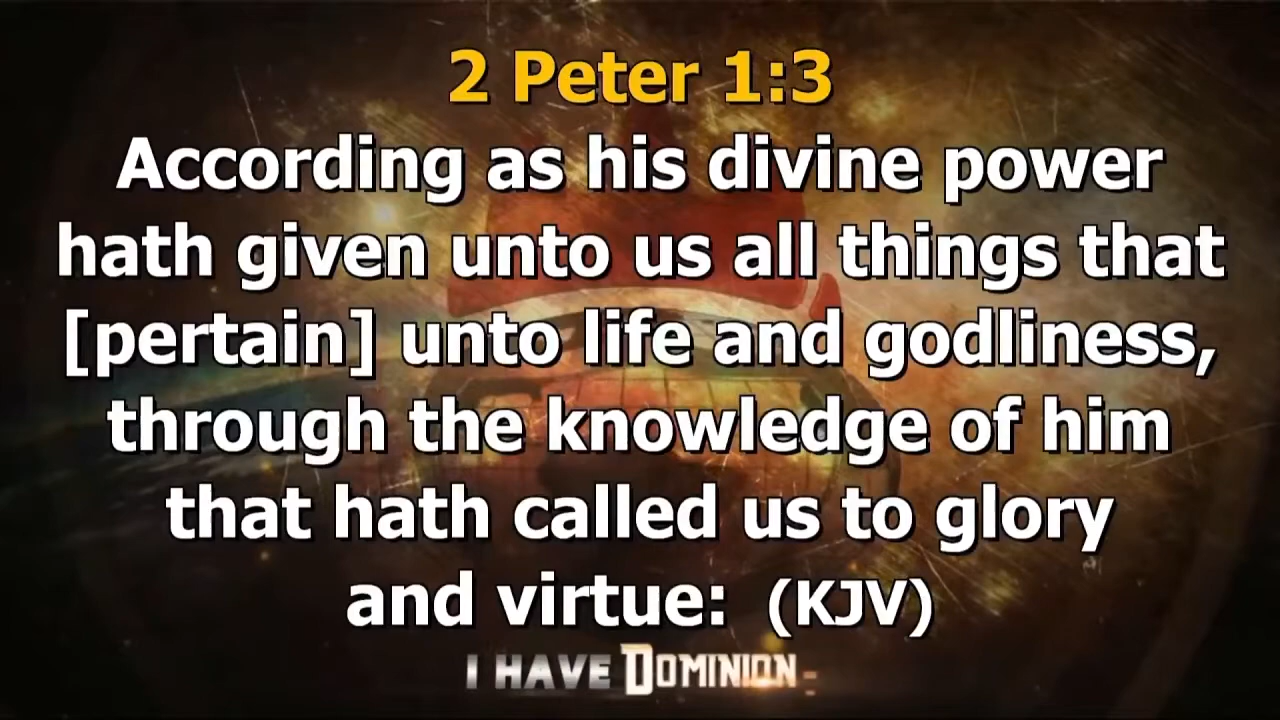 2 Peter 1:3
According as his divine power
hath given unto us all things that
[pertain] unto life and godliness,
through the knowledge of him
that hath called us to glory
and virtue: (KJV)
I HAVE DOMINION